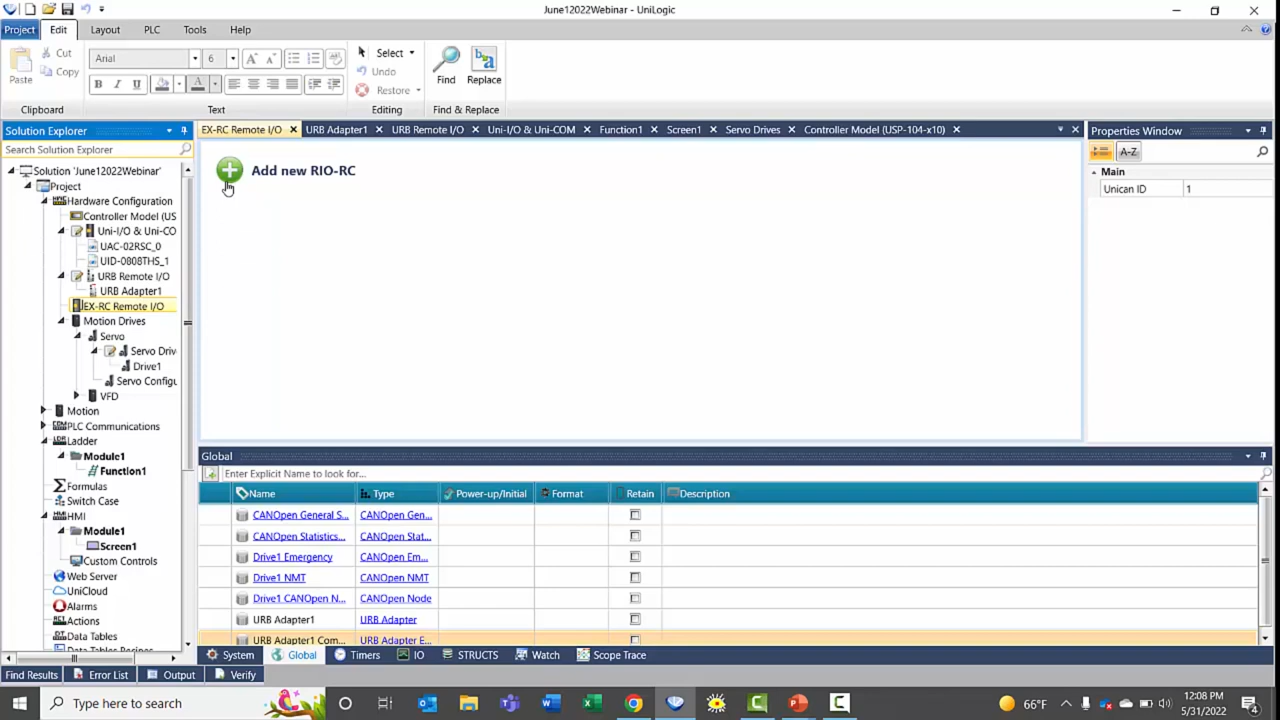 June12022Webinar - UniLogic
Project Edit Layout PLC Tools Help
Paste Cut Copy
Clipboard
Arial 6
B I U
Text
Select
Undo
Restore
Editing
Find Replace
Find & Replace
Solution Explorer
Search Solution Explorer
Solution 'June12022Webinar'
Project
Hardware Configuration
Controller Model (US
Uni-I/O & Uni-CO
UAC-02RSC_0
UID-0808THS_1
URB Remote I/O
URB Adapter1
EX-RC Remote I/O
Motion Drives
Servo
Servo Driv
Drive1
Servo Configu
VFD
Motion
PLC Communications
Ladder
Module1
Function1
Formulas
Switch Case
HMI
Module1
Screen1
Custom Controls
Web Server
UniCloud
Alarms
Actions
Data Tables
EX-RC Remote I/O URB Adapter1 URB Remote I/O Uni-I/O & Uni-COM Function1 Screen1 Servo Drives Controller Model (USP-104-x10)
Add new RIO-RC
Properties Window
A-Z
Main
Unican ID 1
Global
Enter Explicit Name to look for...
Name Type Power-up/Initial Format Retain Description
CANOpen General S... CANOpen Gen...
CANOpen Statistics... CANOpen Stat...
Drive1 Emergency CANOpen Em...
Drive1 NMT CANOpen NMT
Drive1 CANOpen N... CANOpen Node
URB Adapter1 URB Adapter
URB Adapter1 Com... URB Adapter E...
System Global Timers IO STRUCTS Watch Scope Trace
Find Results Error List Output Verify
Type here to search
66°F
12:08 PM
5/31/2022
4